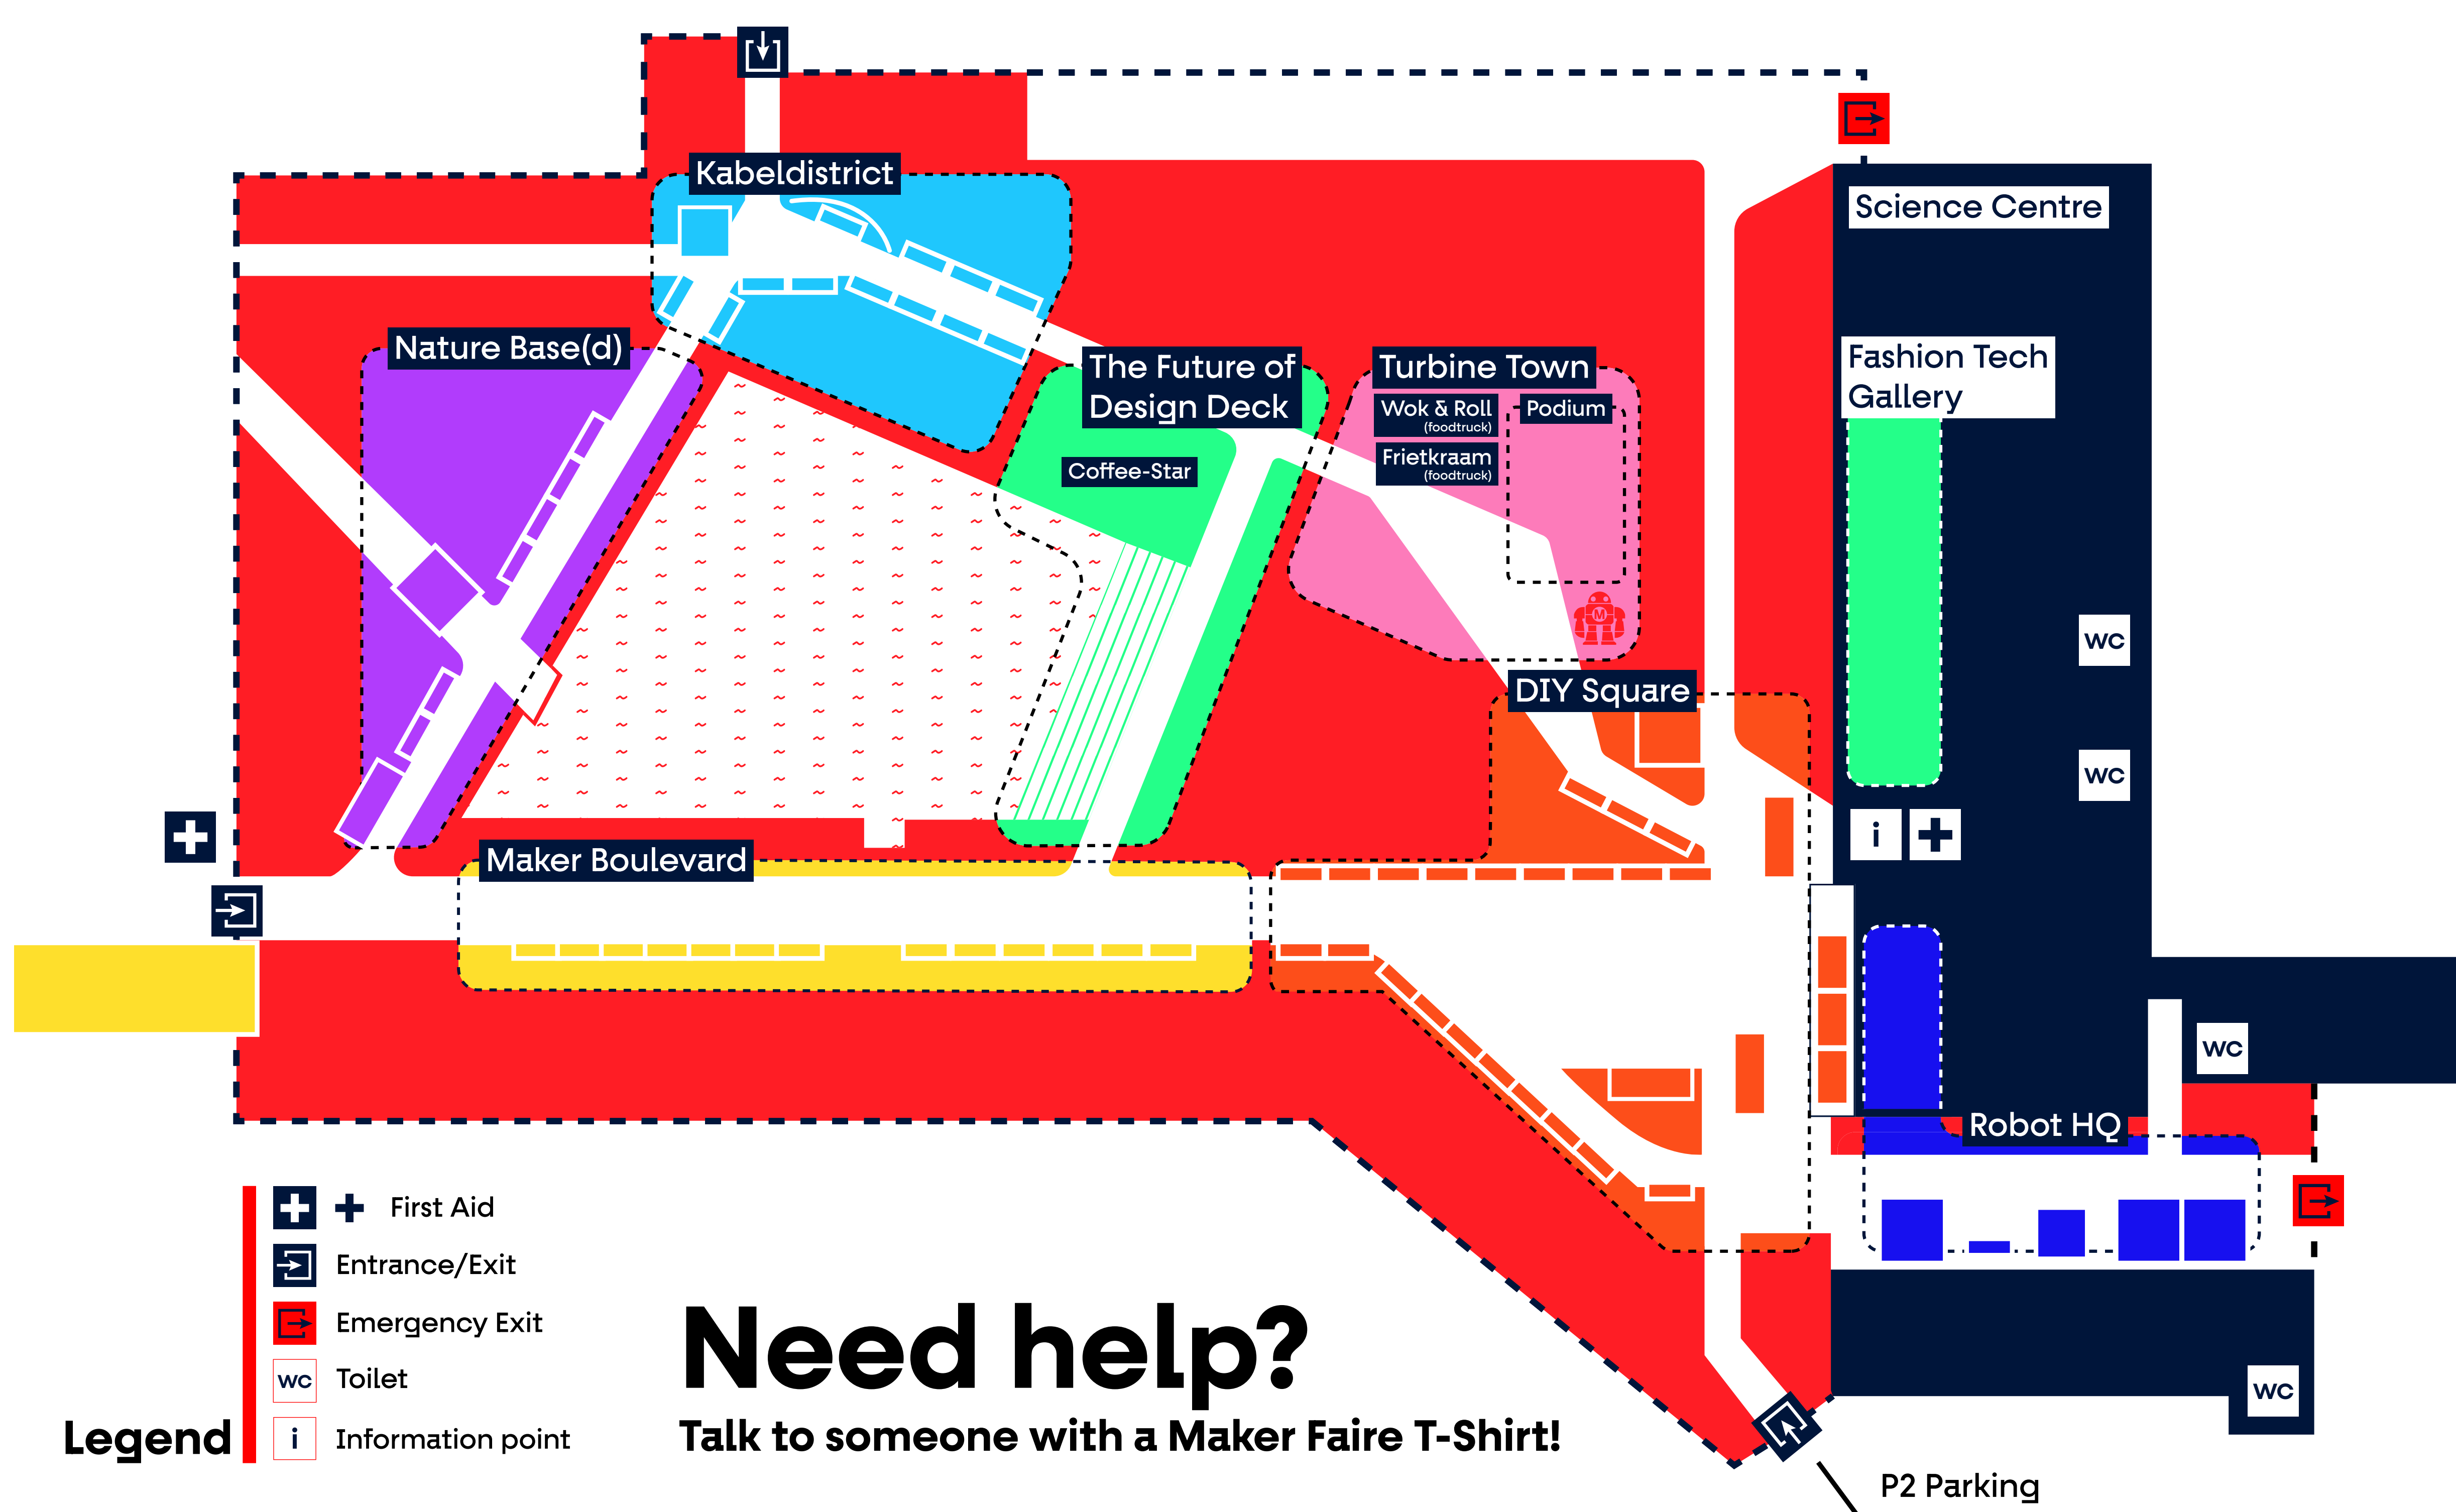 Kabeldistrict
Science Centre
Nature Base(d)
The Future of
Design Deck
Turbine Town
Fashion Tech
Gallery
Wok & Roll
(foodtruck)
Podium
Frietkraam
(foodtruck)
Coffee-Star
M
WC
DIY Square
WC
i
Maker Boulevard
WC
Robot HQ
First Aid
Entrance/Exit
Emergency Exit
WC Toilet
i Information point
Legend
Need help?
Talk to someone with a Maker Faire T-Shirt!
WC
P2 Parking